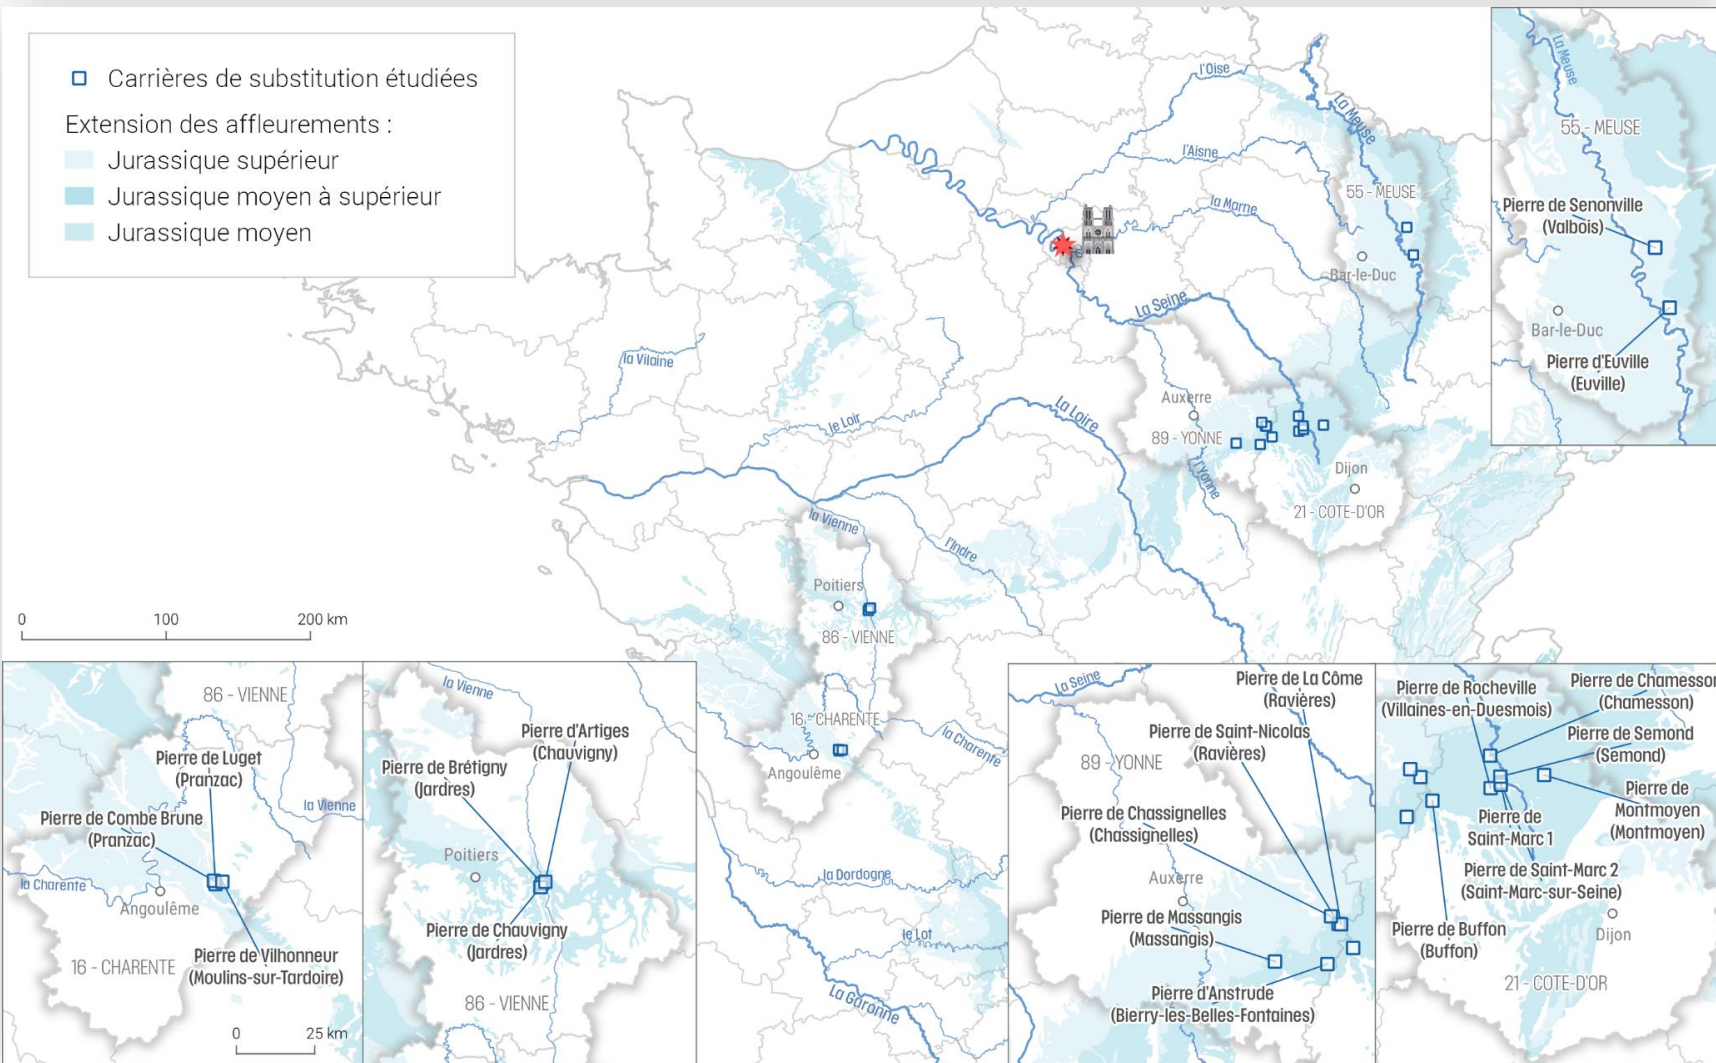 Carrières de substitution étudiées
Extension des affleurements :
Jurassique supérieur
Jurassique moyen à supérieur
Jurassique moyen
0 100 200 km
l'Oise
La Meuse
l'Aisne
55 - MEUSE
la Marne
Bar-le-Duc
La Seine
la Vilaine
le Loir
La Loire
Auxerre
89 - YONNE
l'Yonne
Dijon
21 - COTE-D'OR
la Vienne
l'Indre
Poitiers
86 - VIENNE
16 - CHARENTE
la Charente
Angoulême
la Dordogne
le Lot
La Garonne
La Meuse
55 - MEUSE
Pierre de Senonville
(Valbois)
Bar-le-Duc
Pierre d'Euville
(Euville)
86 - VIENNE
Pierre de Luget
(Pranzac)
la Vienne
Pierre de Combe Brune
(Pranzac)
la Charente
Angoulême
Pierre de Vilhonneur
(Moulins-sur-Tardoire)
16 - CHARENTE
0 25 km
la Vienne
Pierre d'Artiges
(Chauvigny)
Pierre de Brétigny
(Jardres)
Poitiers
Pierre de Chauvigny
(Jardres)
86 - VIENNE
La Seine
Pierre de La Côme
(Ravières)
Pierre de Saint-Nicolas
(Ravières)
89 - YONNE
Pierre de Chassignelles
(Chassignelles)
Auxerre
Pierre de Massangis
(Massangis)
Pierre d'Anstrude
(Bierry-les-Belles-Fontaines)
Pierre de Rocheville
(Villaines-en-Duesmois)
Pierre de Chamesson
(Chamesson)
Pierre de Semond
(Semond)
Pierre de
Montmoyen
(Montmoyen)
Pierre de
Saint-Marc 1
Pierre de Saint-Marc 2
(Saint-Marc-sur-Seine)
Pierre de Buffon
(Buffon)
Dijon
21 - COTE-D'OR